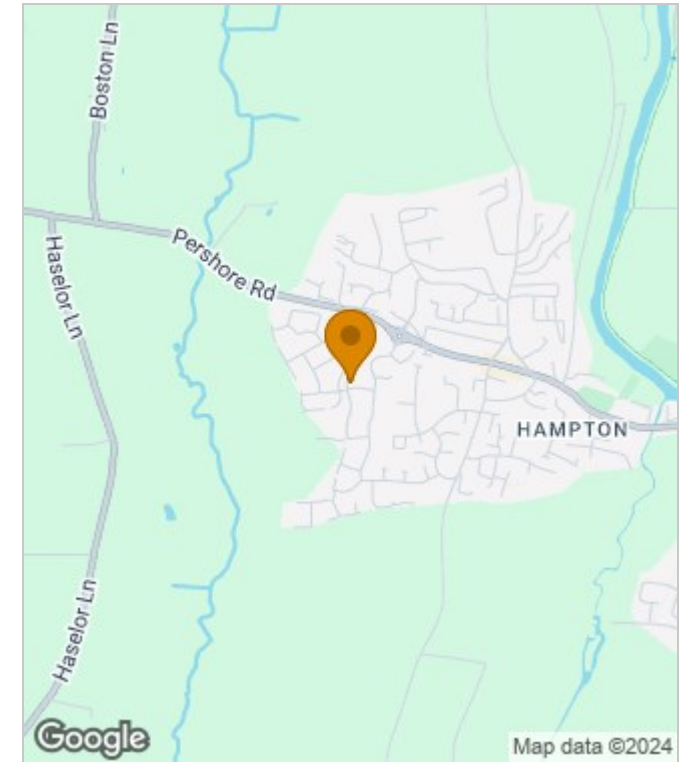 Boston Ln
Haselor Ln
Pershore Rd
HAMPTON
Haselor Ln
Google
Map data ©2024